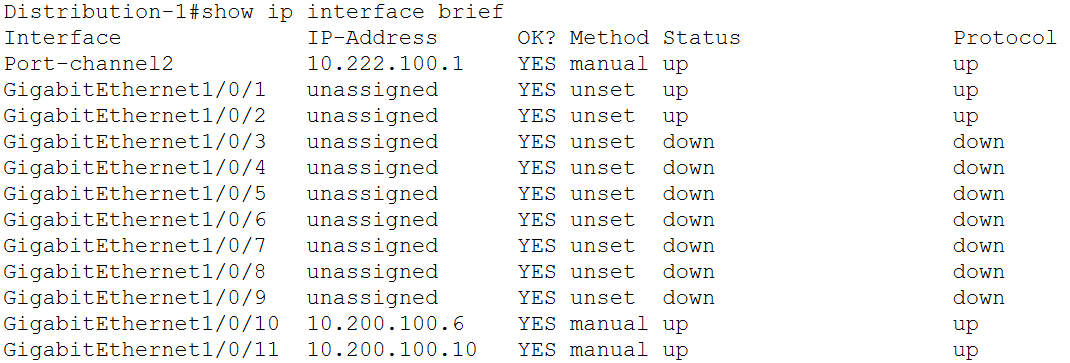 Distribution-1#show ip interface brief
Interface IP-Address OK? Method Status Protocol
Port-channel2 10.222.100.1 YES manual up up
GigabitEthernet1/0/1 unassigned YES unset up up
GigabitEthernet1/0/2 unassigned YES unset up up
GigabitEthernet1/0/3 unassigned YES unset down down
GigabitEthernet1/0/4 unassigned YES unset down down
GigabitEthernet1/0/5 unassigned YES unset down down
GigabitEthernet1/0/6 unassigned YES unset down down
GigabitEthernet1/0/7 unassigned YES unset down down
GigabitEthernet1/0/8 unassigned YES unset down down
GigabitEthernet1/0/9 unassigned YES unset down down
GigabitEthernet1/0/10 10.200.100.6 YES manual up up
GigabitEthernet1/0/11 10.200.100.10 YES manual up up